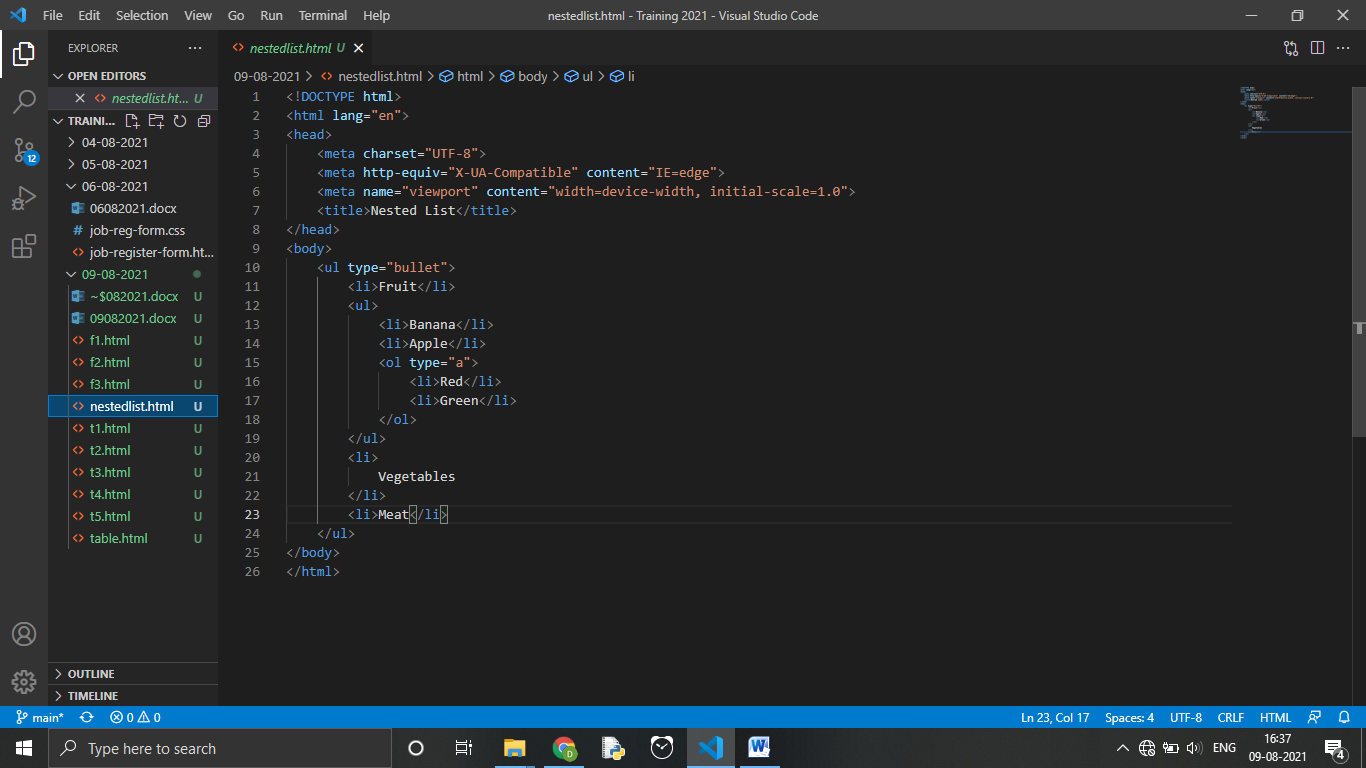 File Edit Selection View Go Run Terminal Help nestedlist.html - Training 2021 - Visual Studio Code
EXPLORER
OPEN EDITORS
nestedlist.ht... U
TRAINI...
04-08-2021
05-08-2021
06-08-2021
06082021.docx
# job-reg-form.css
job-register-form.ht...
09-08-2021
~$082021.docx U
09082021.docx U
f1.html U
f2.html U
f3.html U
nestedlist.html U
t1.html U
t2.html U
t3.html U
t4.html U
t5.html U
table.html U
OUTLINE
TIMELINE
12
nestedlist.html U
09-08-2021 > nestedlist.html > html > body > ul > li
1 <!DOCTYPE html>
2 <html lang="en">
3 <head>
4 <meta charset="UTF-8">
5 <meta http-equiv="X-UA-Compatible" content="IE=edge">
6 <meta name="viewport" content="width=device-width, initial-scale=1.0">
7 <title>Nested List</title>
8 </head>
9 <body>
10 <ul type="bullet">
11 <li>Fruit</li>
12 <ul>
13 <li>Banana</li>
14 <li>Apple</li>
15 <ol type="a">
16 <li>Red</li>
17 <li>Green</li>
18 </ol>
19 </ul>
20 <li>
21 Vegetables
22 </li>
23 <li>Meat</li>
24 </ul>
25 </body>
26 </html>
main* 0 0 Ln 23, Col 17 Spaces: 4 UTF-8 CRLF HTML
Type here to search
ENG
16:37
09-08-2021
4